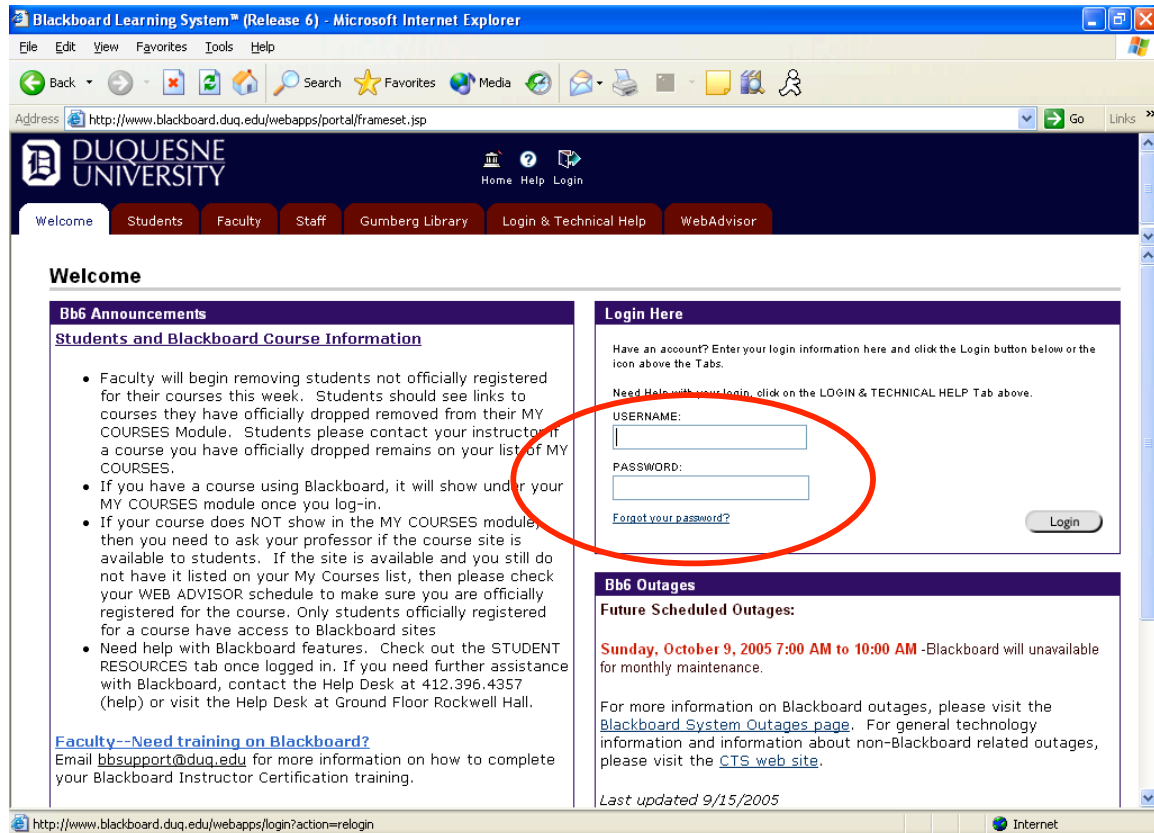 Blackboard Learning System™ (Release 6) - Microsoft Internet Explorer
File Edit View Favorites Tools Help
Back Search Favorites Media
Address http://www.blackboard.duq.edu/webapps/portal/frameset.jsp Go Links »
DUQUESNE
UNIVERSITY
Home Help Login
Welcome Students Faculty Staff Gumberg Library Login & Technical Help WebAdvisor
Welcome
Bb6 Announcements
Students and Blackboard Course Information
• Faculty will begin removing students not officially registered
for their courses this week. Students should see links to
courses they have officially dropped removed from their MY
COURSES Module. Students please contact your instructor if
a course you have officially dropped remains on your list of MY
COURSES.
• If you have a course using Blackboard, it will show under your
MY COURSES module once you log-in.
• If your course does NOT show in the MY COURSES module,
then you need to ask your professor if the course site is
available to students. If the site is available and you still do
not have it listed on your My Courses list, then please check
your WEB ADVISOR schedule to make sure you are officially
registered for the course. Only students officially registered
for a course have access to Blackboard sites
• Need help with Blackboard features. Check out the STUDENT
RESOURCES tab once logged in. If you need further assistance
with Blackboard, contact the Help Desk at 412.396.4357
(help) or visit the Help Desk at Ground Floor Rockwell Hall.
Faculty--Need training on Blackboard?
Email bbsupport@duq.edu for more information on how to complete
your Blackboard Instructor Certification training.
Login Here
Have an account? Enter your login information here and click the Login button below or the
icon above the Tabs.
Need Help with your login, click on the LOGIN & TECHNICAL HELP Tab above.
USERNAME:
PASSWORD:
Forgot your password?
Login
Bb6 Outages
Future Scheduled Outages:
Sunday, October 9, 2005 7:00 AM to 10:00 AM -Blackboard will unavailable
for monthly maintenance.
For more information on Blackboard outages, please visit the
Blackboard System Outages page. For general technology
information and information about non-Blackboard related outages,
please visit the CTS web site.
Last updated 9/15/2005
http://www.blackboard.duq.edu/webapps/login?action=relogin Internet